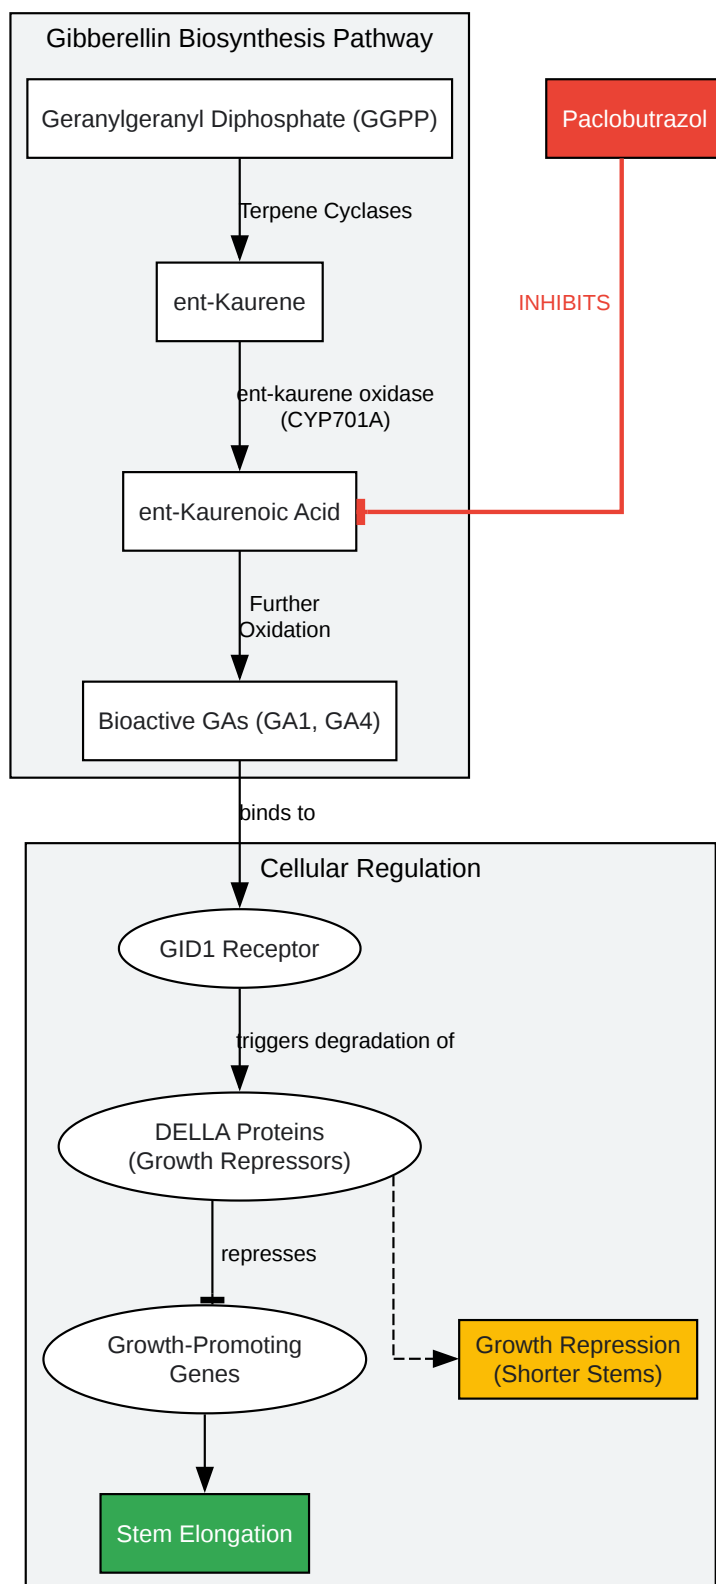 Gibberellin Biosynthesis Pathway
Geranylgeranyl Diphosphate (GGPP)
Paclobutrazol
Terpene Cyclases
ent-Kaurene
INHIBITS
ent-kaurene oxidase
(CYP701A)
ent-Kaurenoic Acid
Further
Oxidation
Bioactive GAs (GA1, GA4)
binds to
Cellular Regulation
GID1 Receptor
triggers degradation of
DELLA Proteins
(Growth Repressors)
represses
Growth-Promoting
Genes
Growth Repression
(Shorter Stems)
Stem Elongation